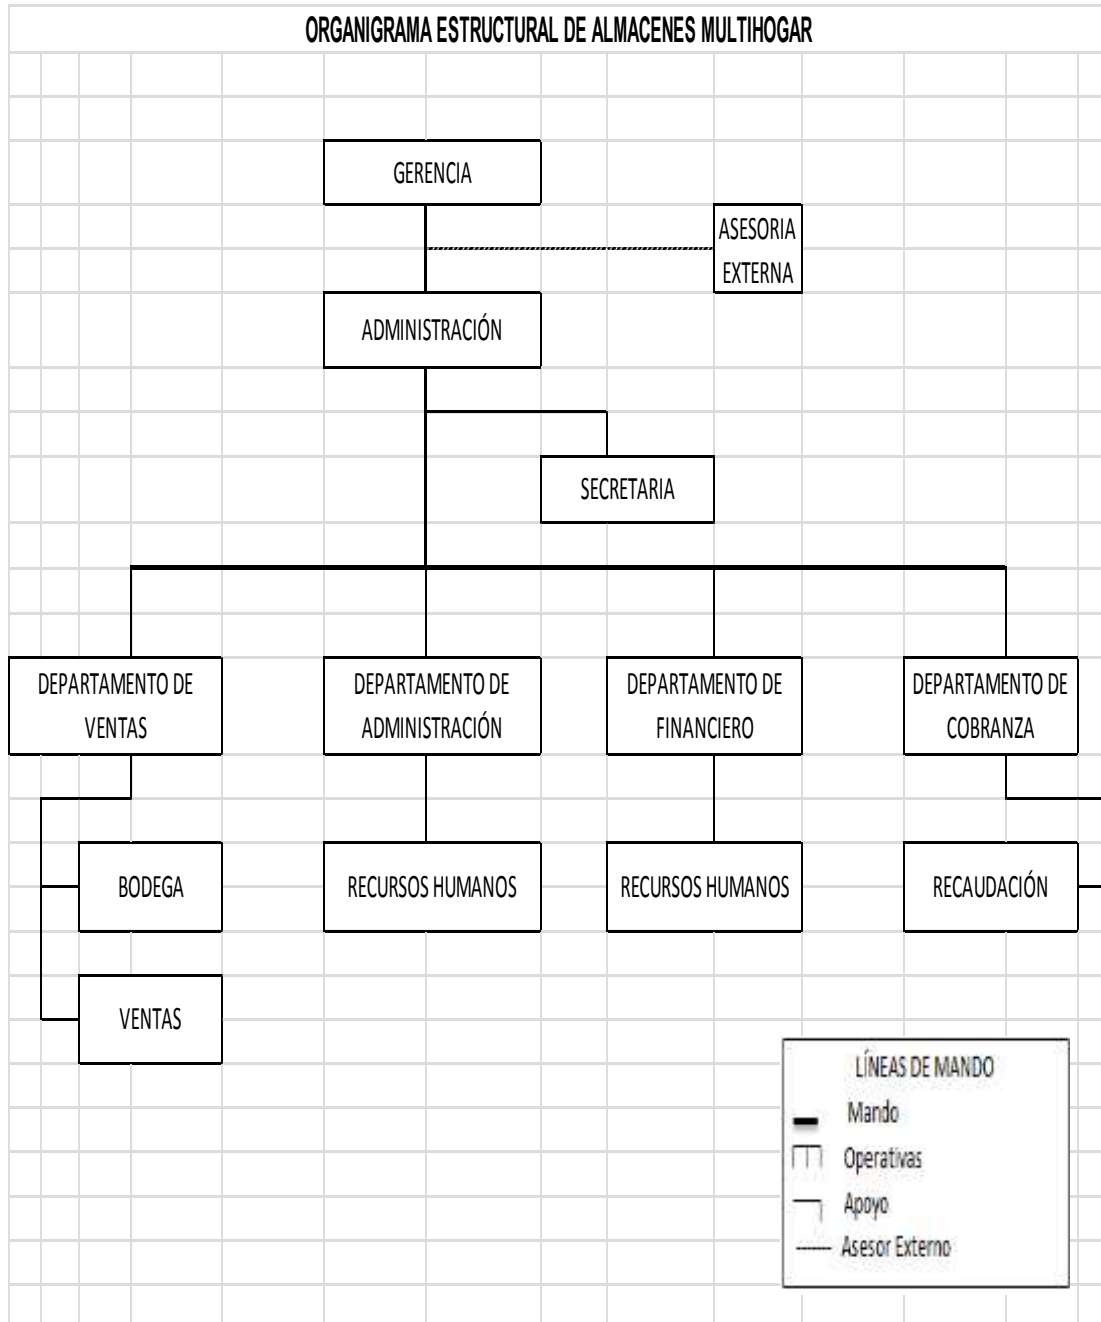 ORGANIGRAMA ESTRUCTURAL DE ALMACENES MULTIHOGAR
GERENCIA
ASESORIA
EXTERNA
ADMINISTRACIÓN
SECRETARIA
DEPARTAMENTO DE
VENTAS
DEPARTAMENTO DE
ADMINISTRACIÓN
DEPARTAMENTO DE
FINANCIERO
DEPARTAMENTO DE
COBRANZA
BODEGA
RECURSOS HUMANOS
RECURSOS HUMANOS
RECAUDACIÓN
VENTAS
LÍNEAS DE MANDO
Mando
Operativas
Apoyo
Asesor Externo